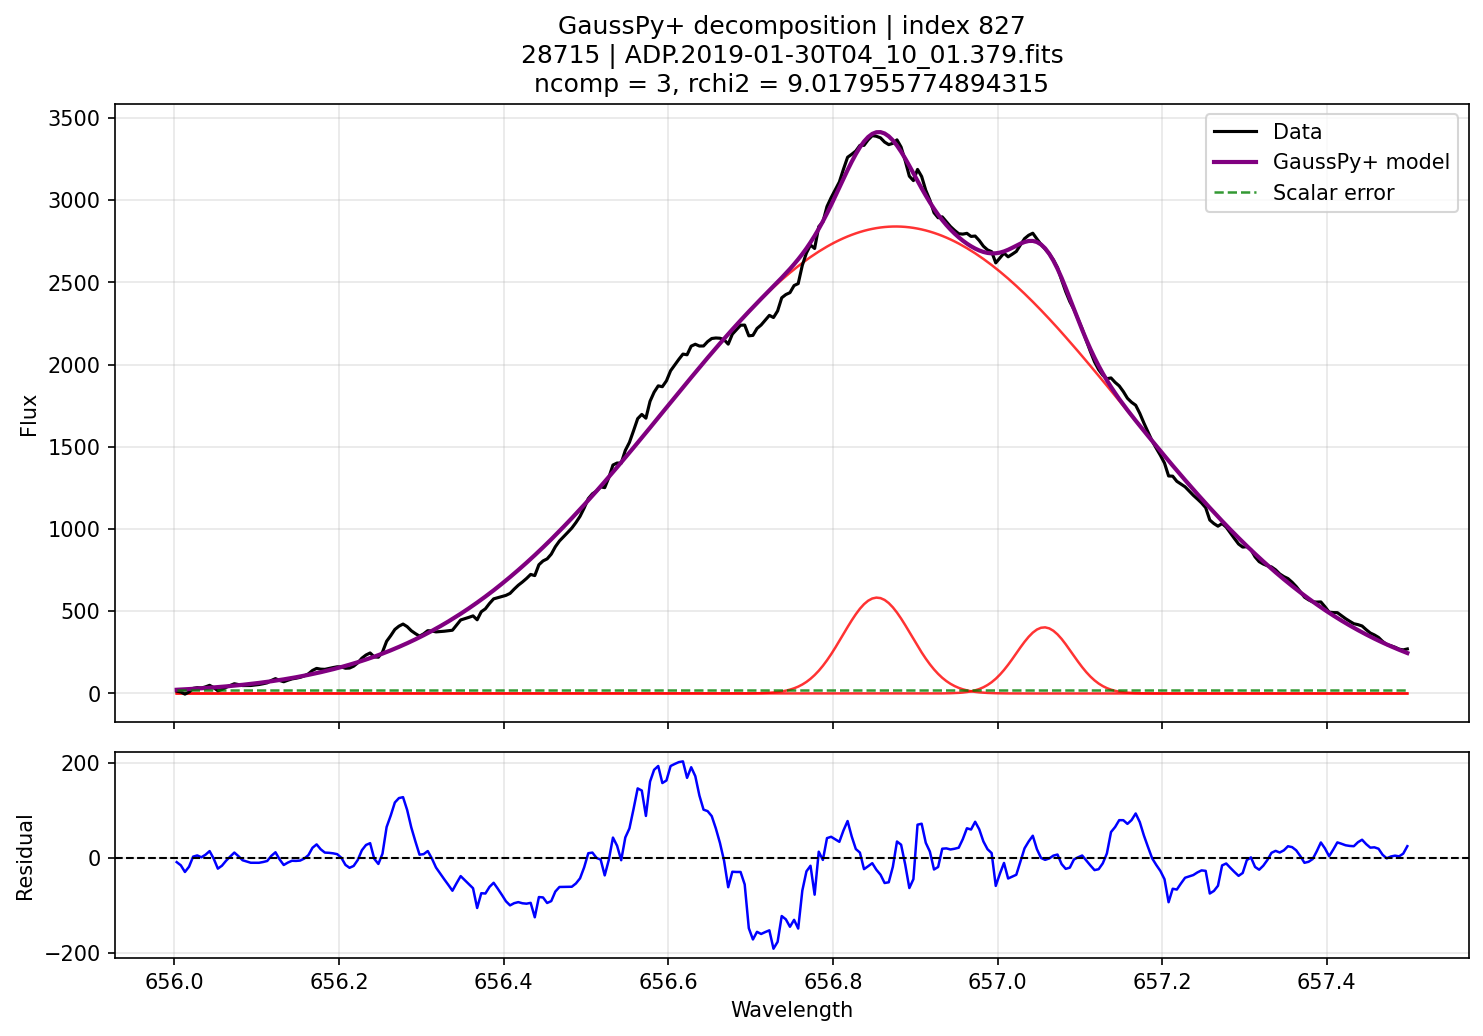 GaussPy+ decomposition | index 827
28715 | ADP.2019-01-30T04_10_01.379.fits
ncomp = 3, rchi2 = 9.017955774894315
Data
GaussPy+ model
Scalar error
3500
3000
2500
2000
1500
1000
500
0
Flux
200
0
−200
Residual
656.0
656.2
656.4
656.6
656.8
657.0
657.2
657.4
Wavelength